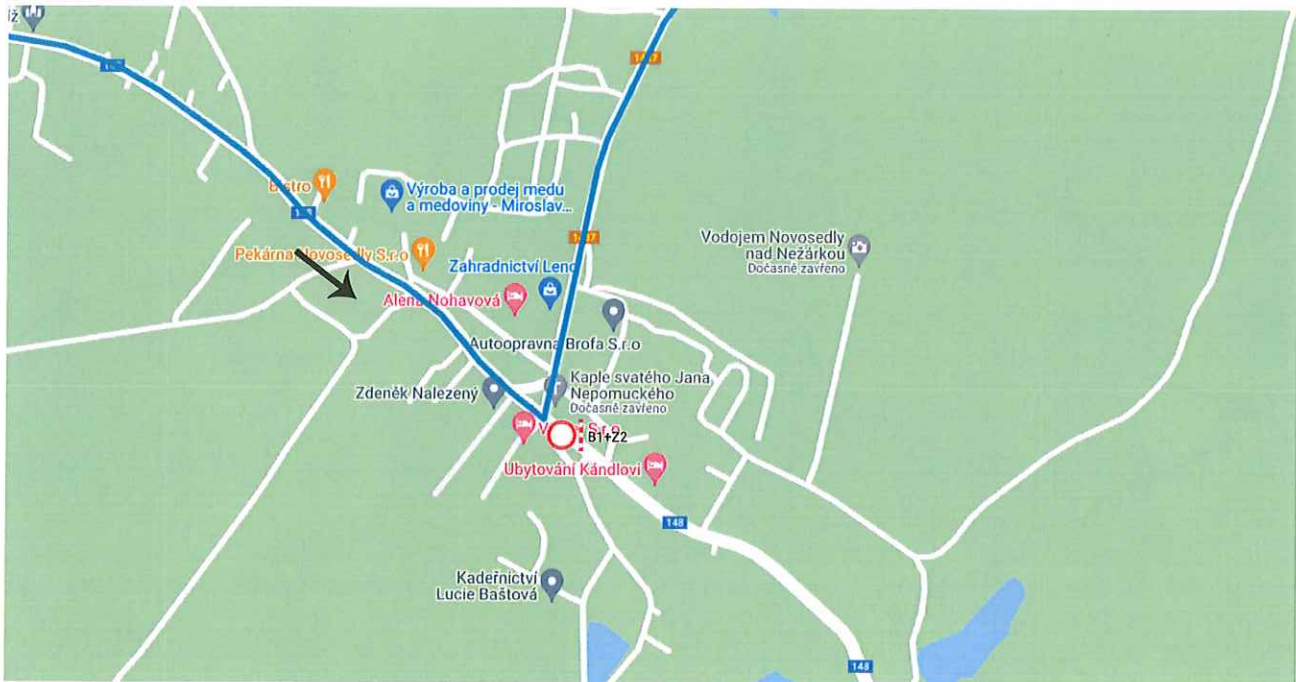 Bistro
Výroba a prodej medu
a medoviny - Miroslav...
Pekárna Novosedly S.r.o
Vodojem Novosedly
nad Nežárkou
Dočasně zavřeno
Zahradnictví Lenc
Alena Nohavová
Autoopravna Brofa S.r.o
Zdeněk Nalezený
Kaple svatého Jana
Nepomuckého
Dočasně zavřeno
S.r.o
B1+Z2
Ubytování Kándlovi
148
Kadeřnictví
Lucie Baštová
148